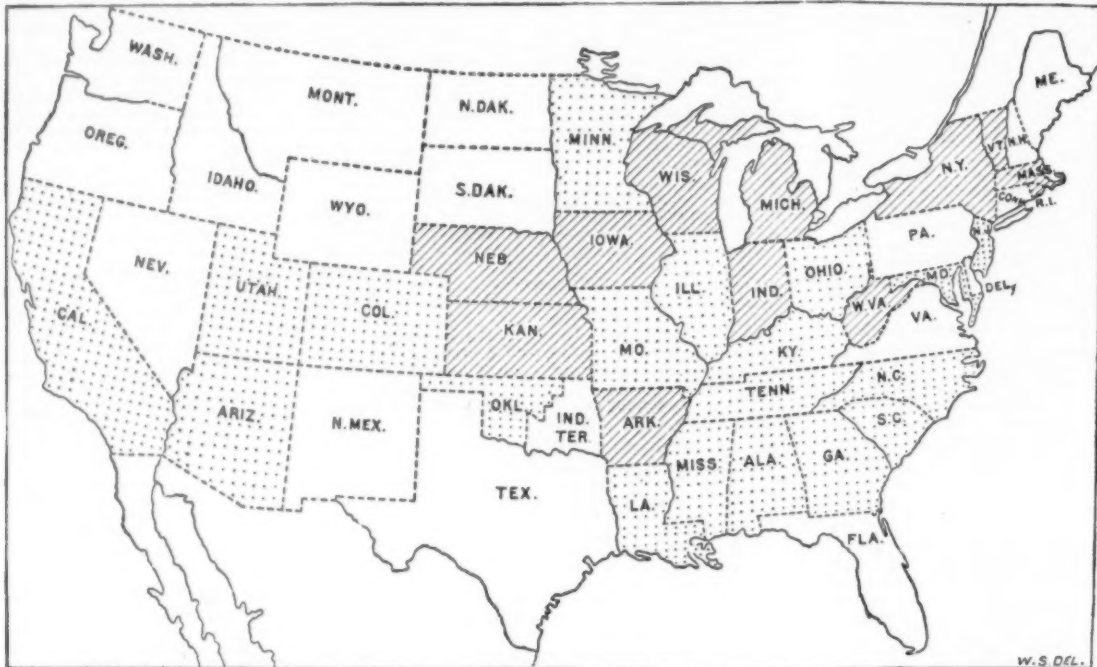 WASH.
MONT.
N.DAK.
MINN.
ME.
OREG.
IDAHO.
WYO.
S.DAK.
WIS.
MICH.
N.Y.
VT.
N.H.
MASS.
CONN.
R.I.
NEV.
UTAH.
COL.
NEB.
IOWA.
ILL.
IND.
OHIO.
PA.
N.J.
MD.
DEL.
W.VA.
VA.
CAL.
KAN.
MO.
KY.
ARIZ.
N.MEX.
OKL.
IND.
TER.
ARK.
TENN.
N.C.
S.C.
TEX.
LA.
MISS.
ALA.
GA.
FLA.
W.S.DEL.